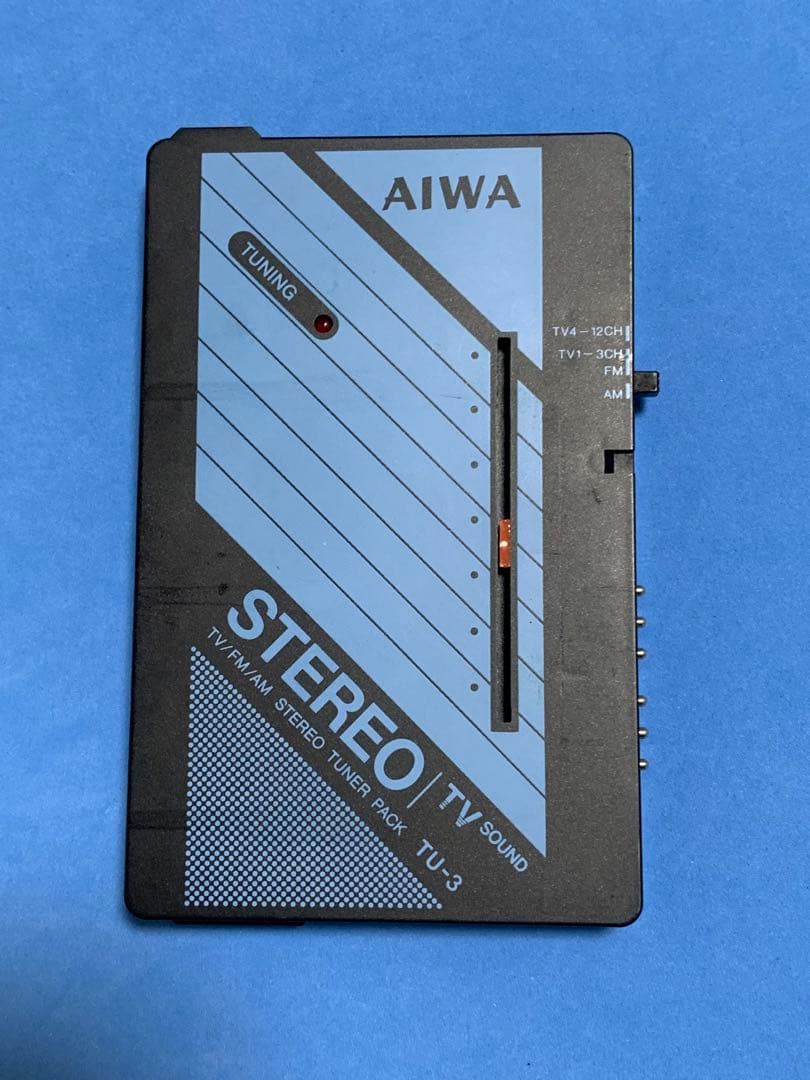 AIWA
TUNING
TV4-12CH
TV1-3CH
FM
AM
STEREO | TV SOUND
TV/FM/AM STEREO TUNER PACK TU-3